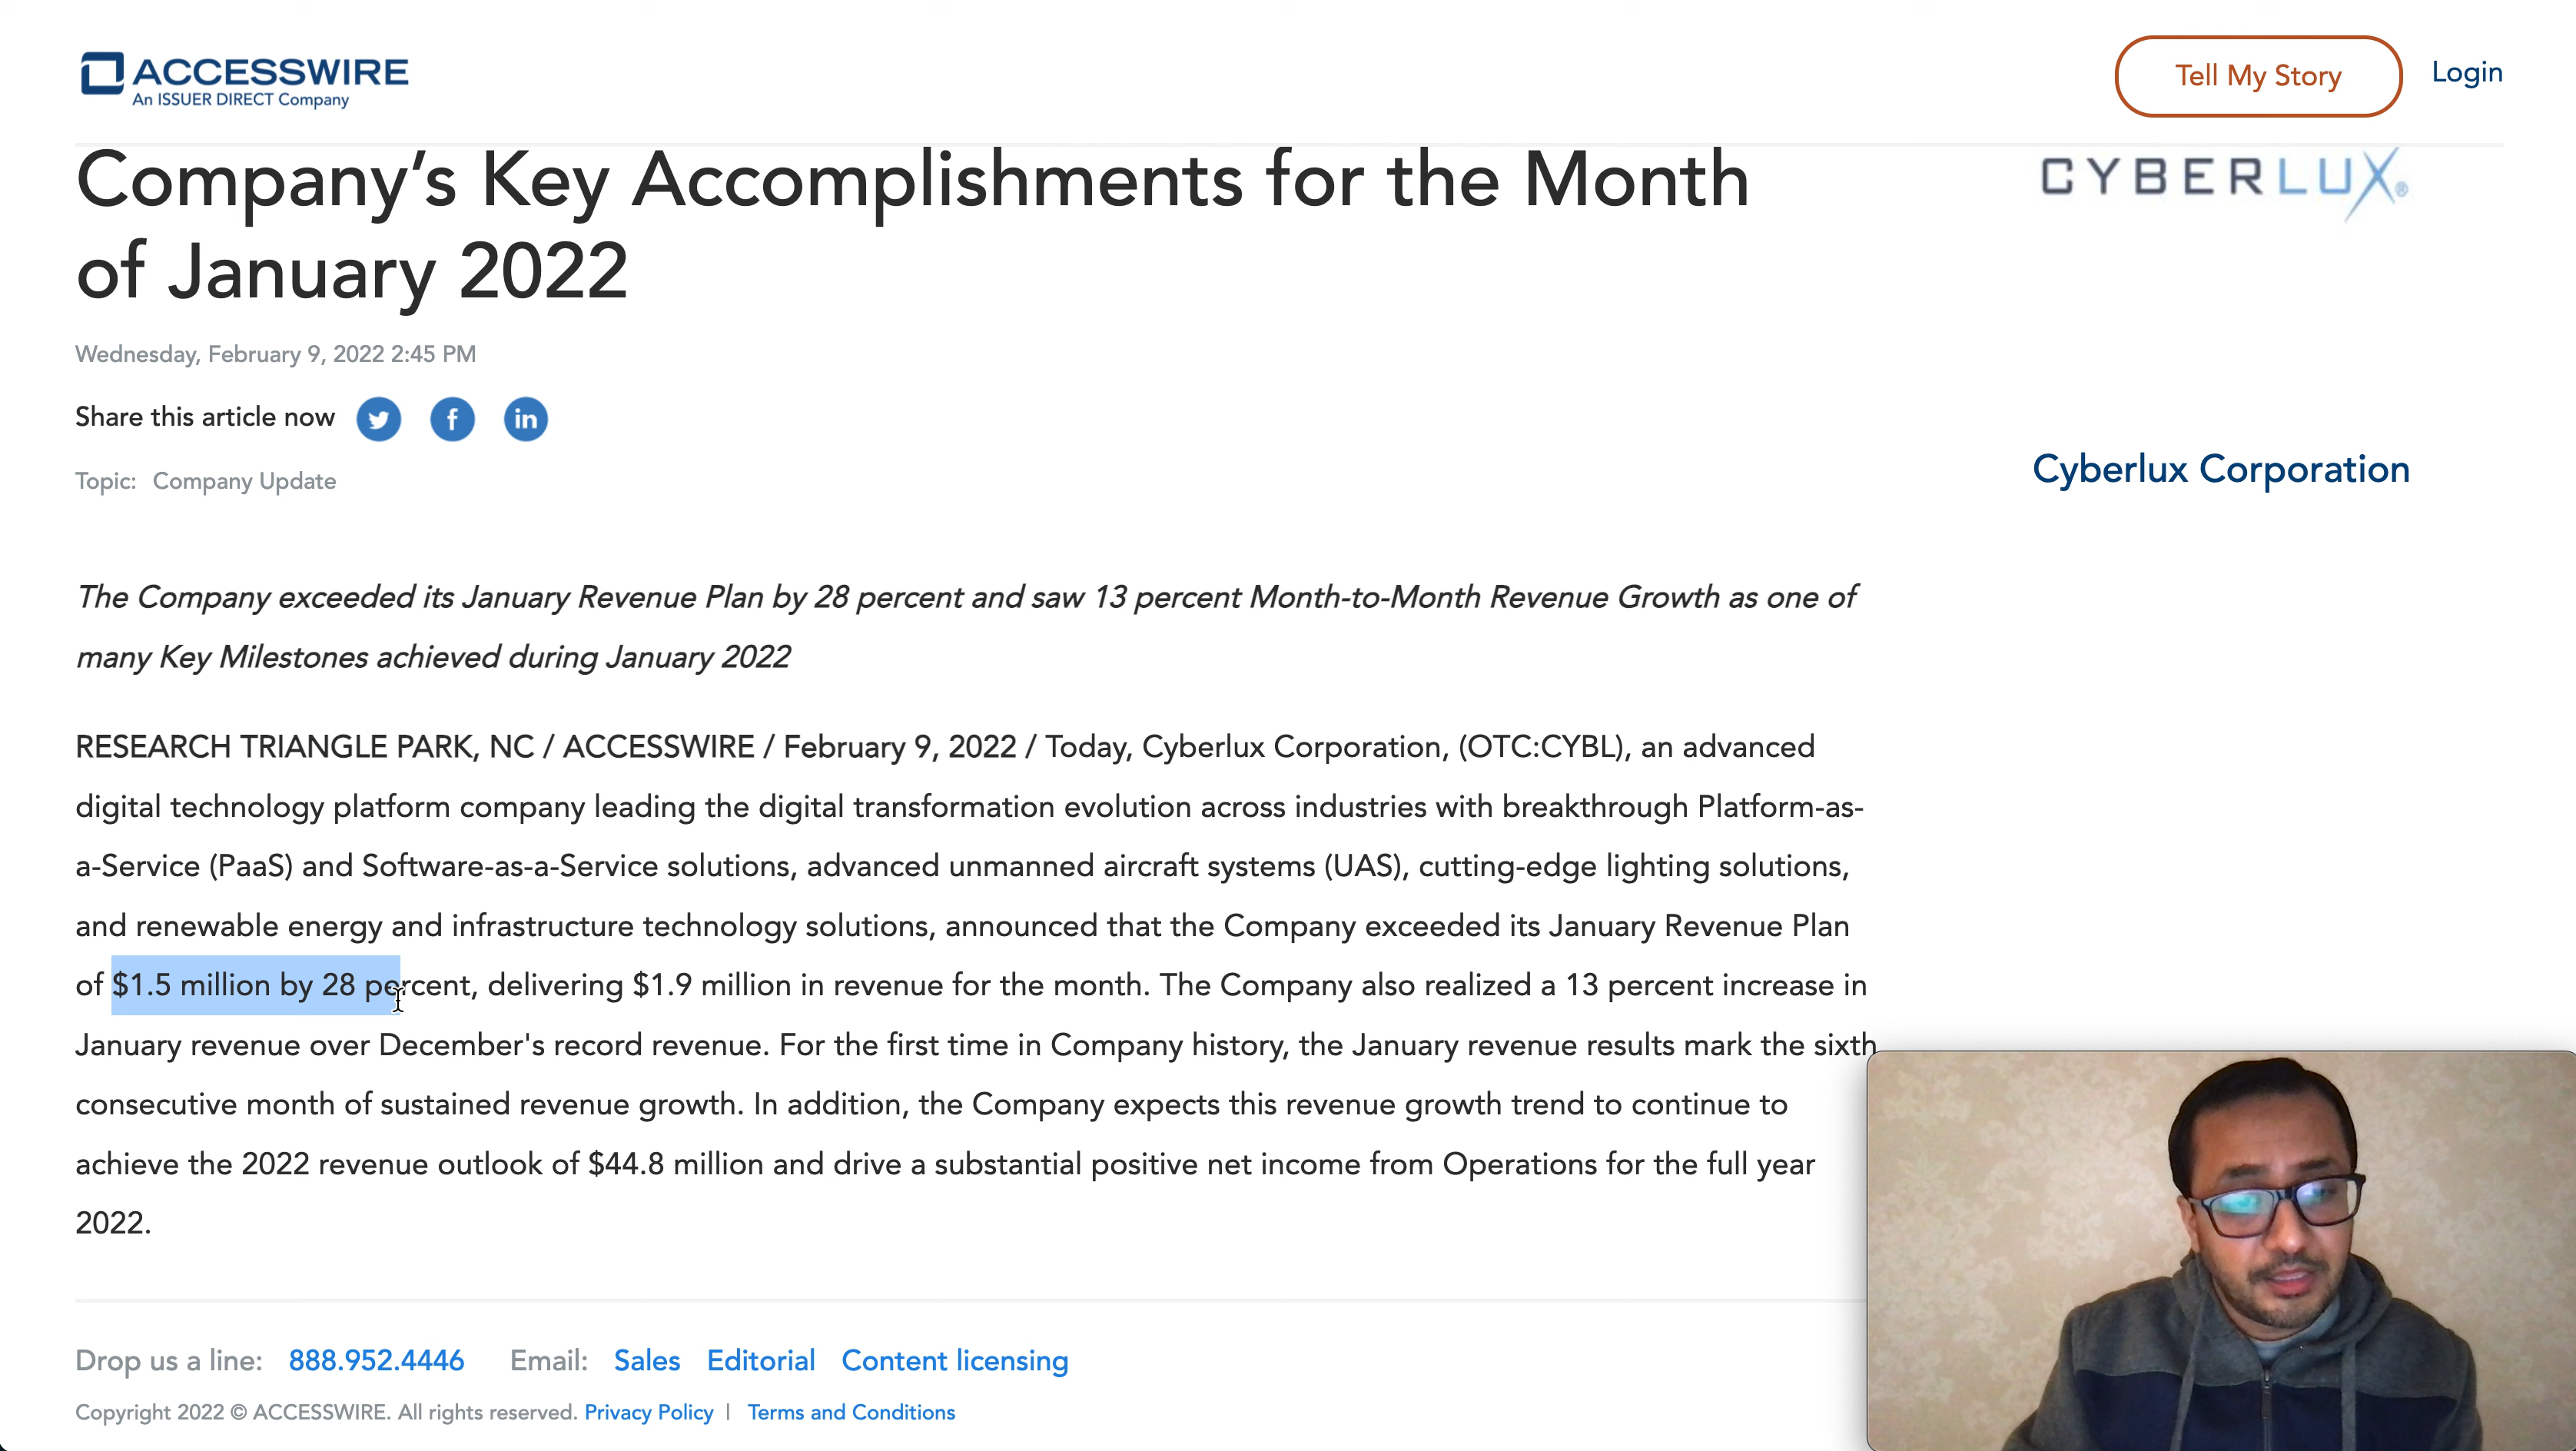 ACCESSWIRE
An ISSUER DIRECT Company
Tell My Story
Login
Company’s Key Accomplishments for the Month
of January 2022
CYBERLUX®
Wednesday, February 9, 2022 2:45 PM
Share this article now
f
in
Topic: Company Update
Cyberlux Corporation
The Company exceeded its January Revenue Plan by 28 percent and saw 13 percent Month-to-Month Revenue Growth as one of
many Key Milestones achieved during January 2022
RESEARCH TRIANGLE PARK, NC / ACCESSWIRE / February 9, 2022 / Today, Cyberlux Corporation, (OTC:CYBL), an advanced
digital technology platform company leading the digital transformation evolution across industries with breakthrough Platform-as-
a-Service (PaaS) and Software-as-a-Service solutions, advanced unmanned aircraft systems (UAS), cutting-edge lighting solutions,
and renewable energy and infrastructure technology solutions, announced that the Company exceeded its January Revenue Plan
of $1.5 million by 28 percent, delivering $1.9 million in revenue for the month. The Company also realized a 13 percent increase in
January revenue over December's record revenue. For the first time in Company history, the January revenue results mark the sixth
consecutive month of sustained revenue growth. In addition, the Company expects this revenue growth trend to continue to
achieve the 2022 revenue outlook of $44.8 million and drive a substantial positive net income from Operations for the full year
2022.
Drop us a line: 888.952.4446 Email: Sales Editorial Content licensing
Copyright 2022 © ACCESSWIRE. All rights reserved. Privacy Policy | Terms and Conditions